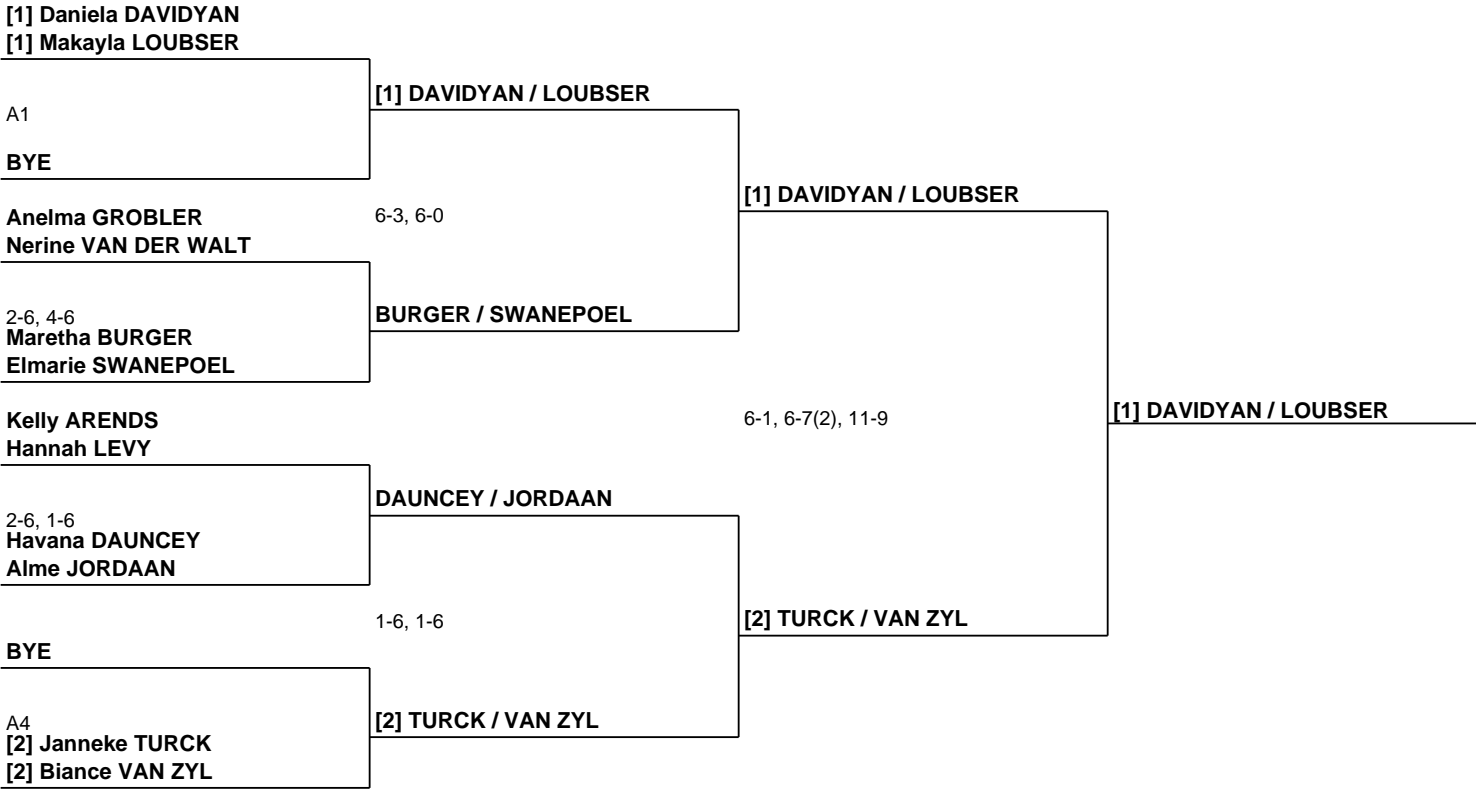 [1] Daniela DAVIDYAN
[1] Makayla LOUBSER
A1
BYE
[1] DAVIDYAN / LOUBSER
Anelma GROBLER
Nerine VAN DER WALT
6-3, 6-0
[1] DAVIDYAN / LOUBSER
2-6, 4-6
Maretha BURGER
Elmarie SWANEPOEL
BURGER / SWANEPOEL
Kelly ARENDS
Hannah LEVY
6-1, 6-7(2), 11-9
[1] DAVIDYAN / LOUBSER
2-6, 1-6
Havana DAUNCEY
Alme JORDAAN
DAUNCEY / JORDAAN
1-6, 1-6
[2] TURCK / VAN ZYL
BYE
A4
[2] Janneke TURCK
[2] Biance VAN ZYL
[2] TURCK / VAN ZYL